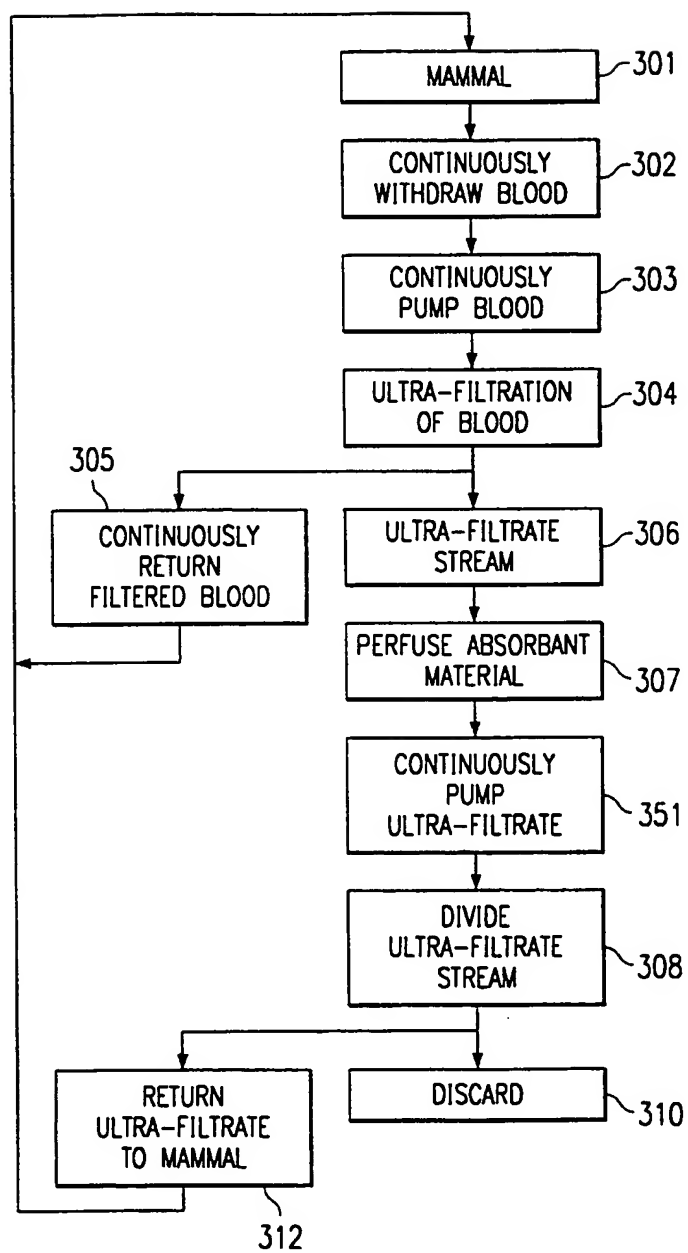 MAMMAL
301
CONTINUOUSLY
WITHDRAW BLOOD
302
CONTINUOUSLY
PUMP BLOOD
303
ULTRA-FILTRATION
OF BLOOD
304
305
CONTINUOUSLY
RETURN
FILTERED BLOOD
ULTRA-FILTRATE
STREAM
306
PERFUSE ABSORBANT
MATERIAL
307
CONTINUOUSLY
PUMP
ULTRA-FILTRATE
351
DIVIDE
ULTRA-FILTRATE
STREAM
308
RETURN
ULTRA-FILTRATE
TO MAMMAL
312
DISCARD
310